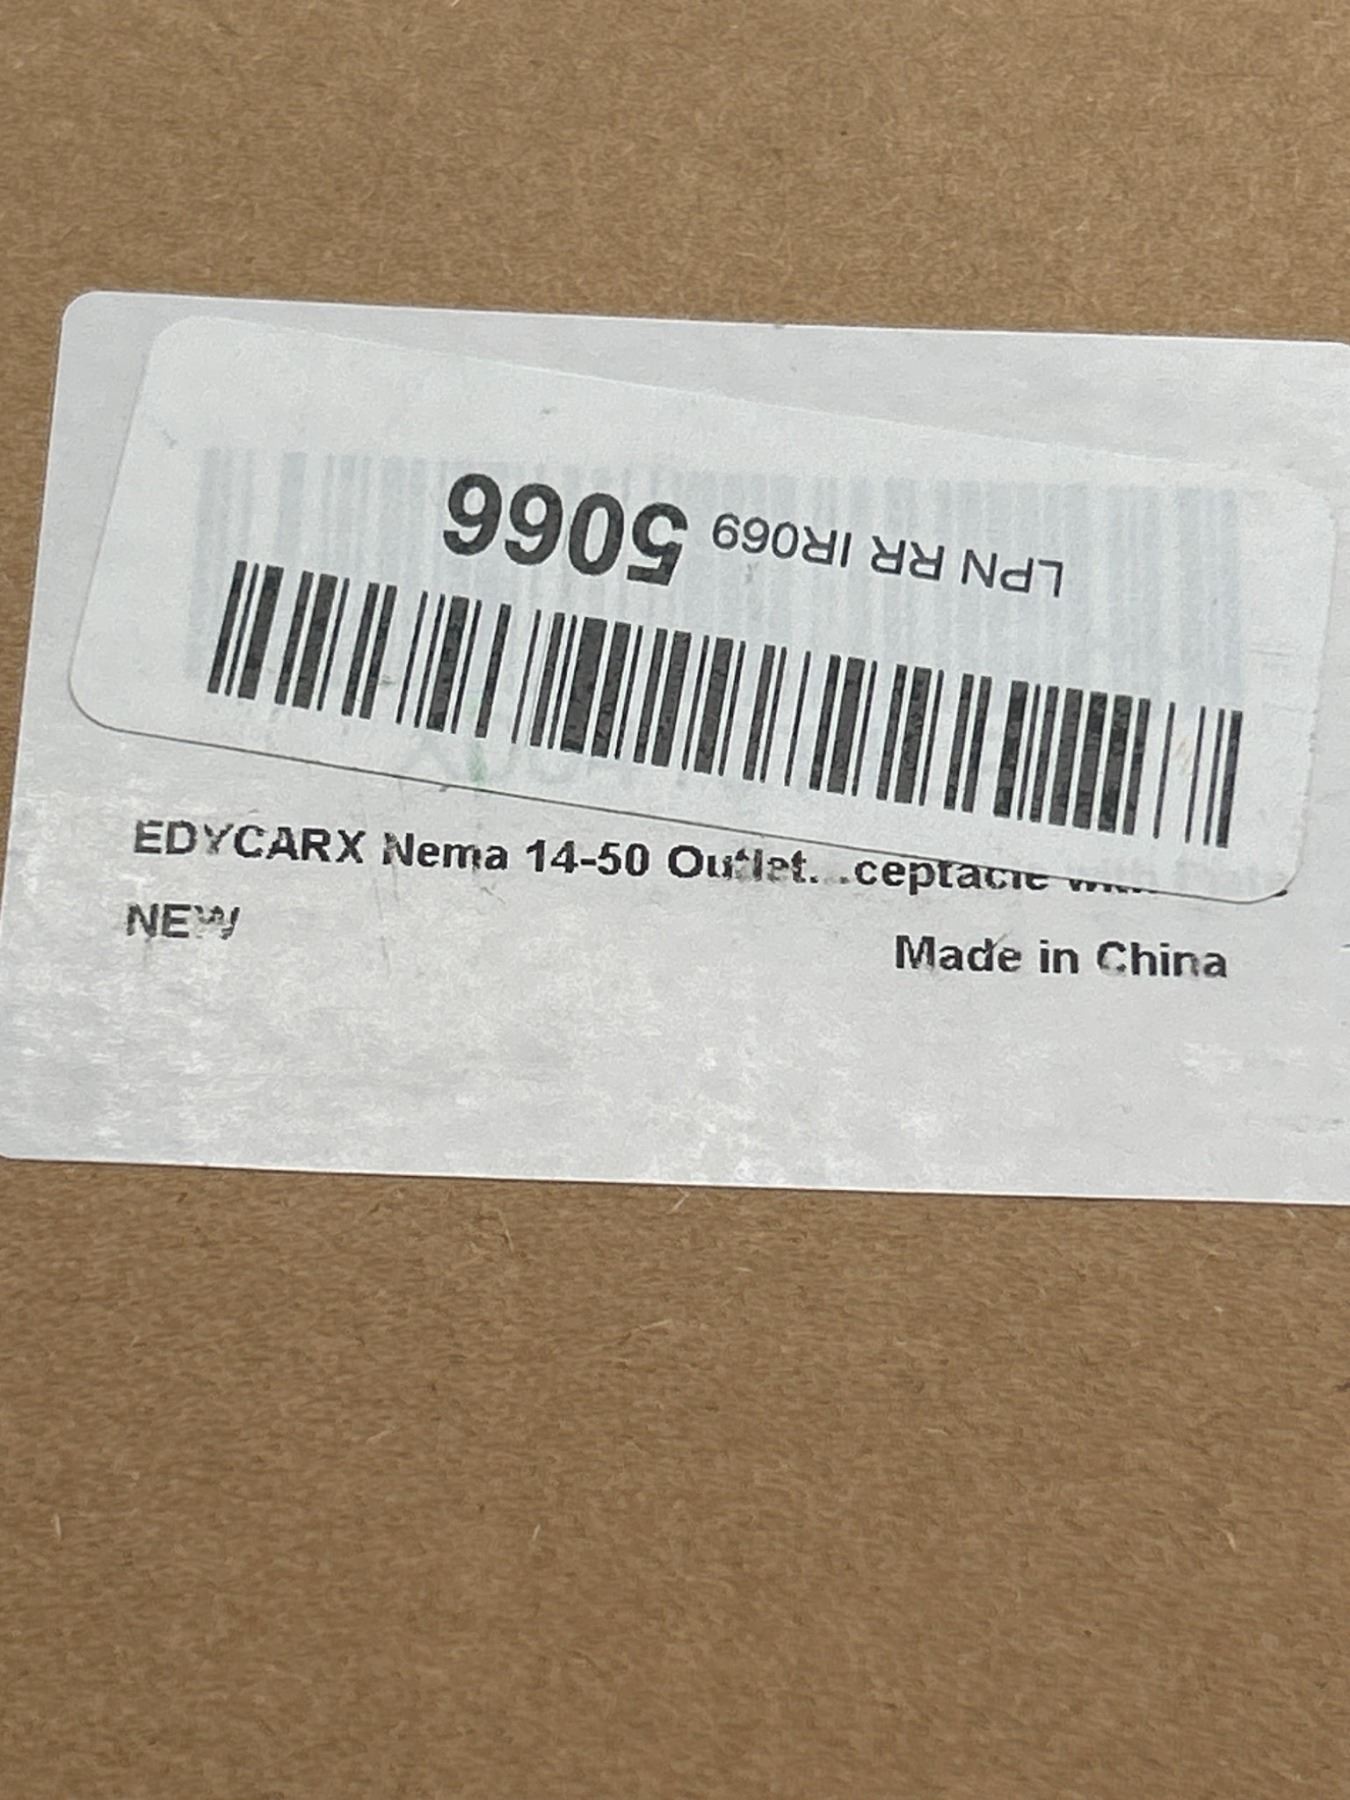 LPN RR IR069 5066
EDYCARX Nema 14-50 Outlet...ceptacle
NEW
Made in China